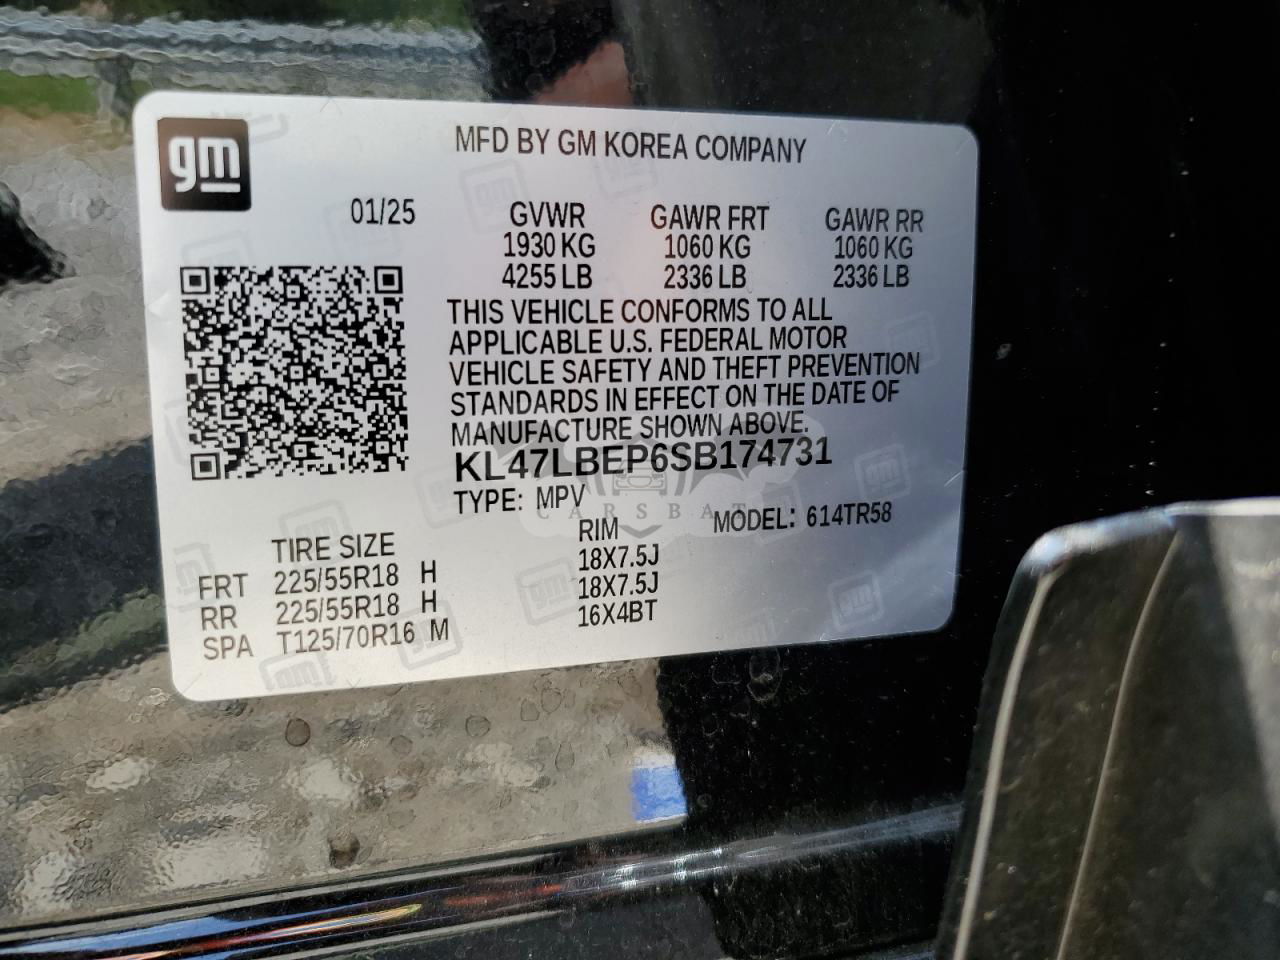 gm
MFD BY GM KOREA COMPANY
01/25 GVWR GAWR FRT GAWR RR
1930 KG 1060 KG 1060 KG
4255 LB 2336 LB 2336 LB
THIS VEHICLE CONFORMS TO ALL
APPLICABLE U.S. FEDERAL MOTOR
VEHICLE SAFETY AND THEFT PREVENTION
STANDARDS IN EFFECT ON THE DATE OF
MANUFACTURE SHOWN ABOVE.
KL47LBEP6SB174731
TYPE: MPV
CARSBAT
MODEL: 614TR58
TIRE SIZE RIM
FRT 225/55R18 H 18X7.5J
RR 225/55R18 H 18X7.5J
SPA T125/70R16 M 16X4BT